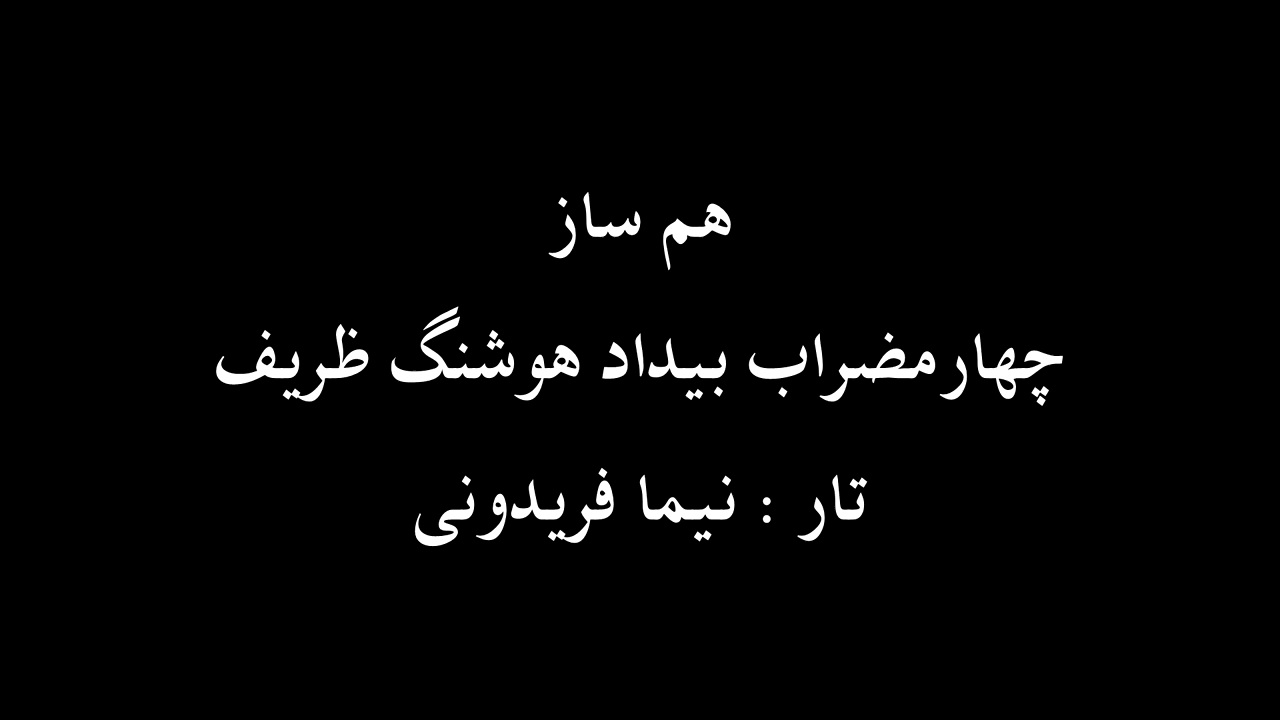 هم ساز
چهارمضراب بیداد هوشنگ ظریف
تار : نیما فریدونی